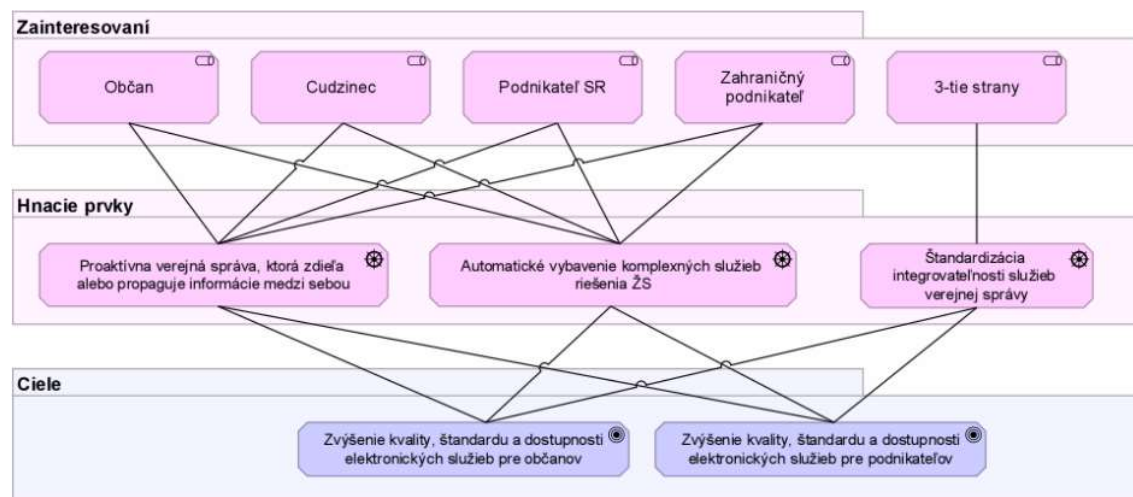 Zainteresovaní
Občan
Cudzinec
Podnikateľ SR
Zahraničný
podnikateľ
3-tie strany
Hnacie prvky
Proaktívna verejná správa, ktorá zdieľa
alebo propaguje informácie medzi sebou
Automatické vybavenie komplexných služieb
riešenia ŽS
Štandardizácia
integrovateľnosti služieb
verejnej správy
Ciele
Zvýšenie kvality, štandardu a dostupnosti
elektronických služieb pre občanov
Zvýšenie kvality, štandardu a dostupnosti
elektronických služieb pre podnikateľov